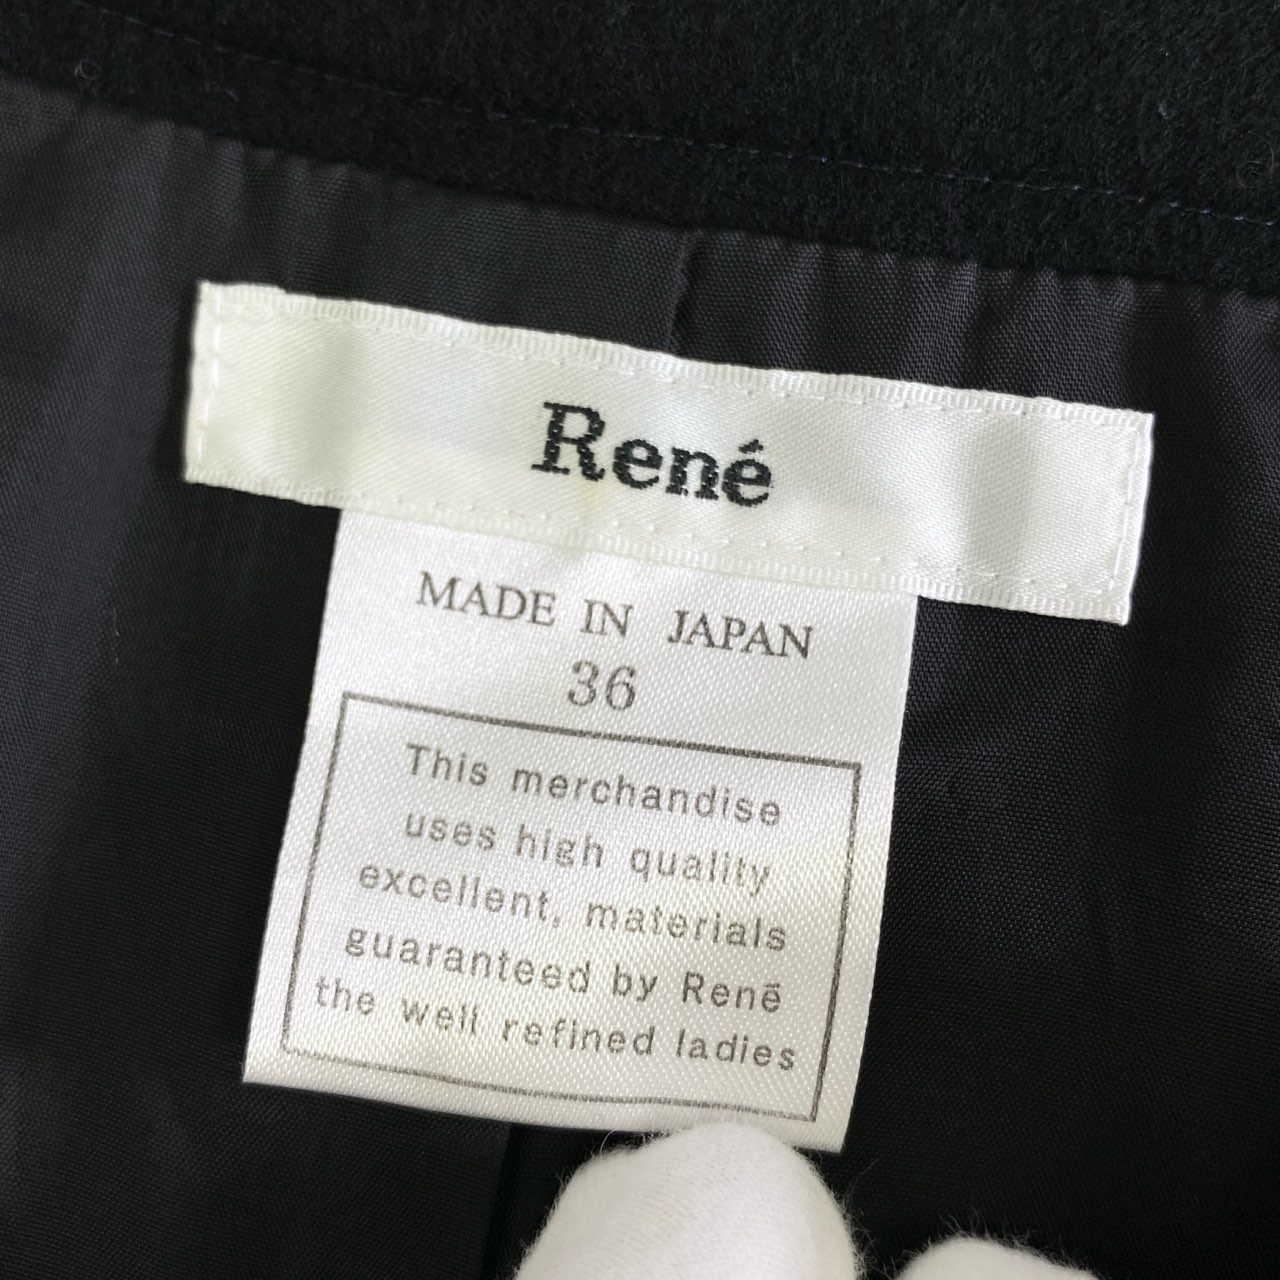 René
MADE IN JAPAN
36
This merchandise
uses high quality
excellent, materials
guaranteed by Renē
the well refined ladies